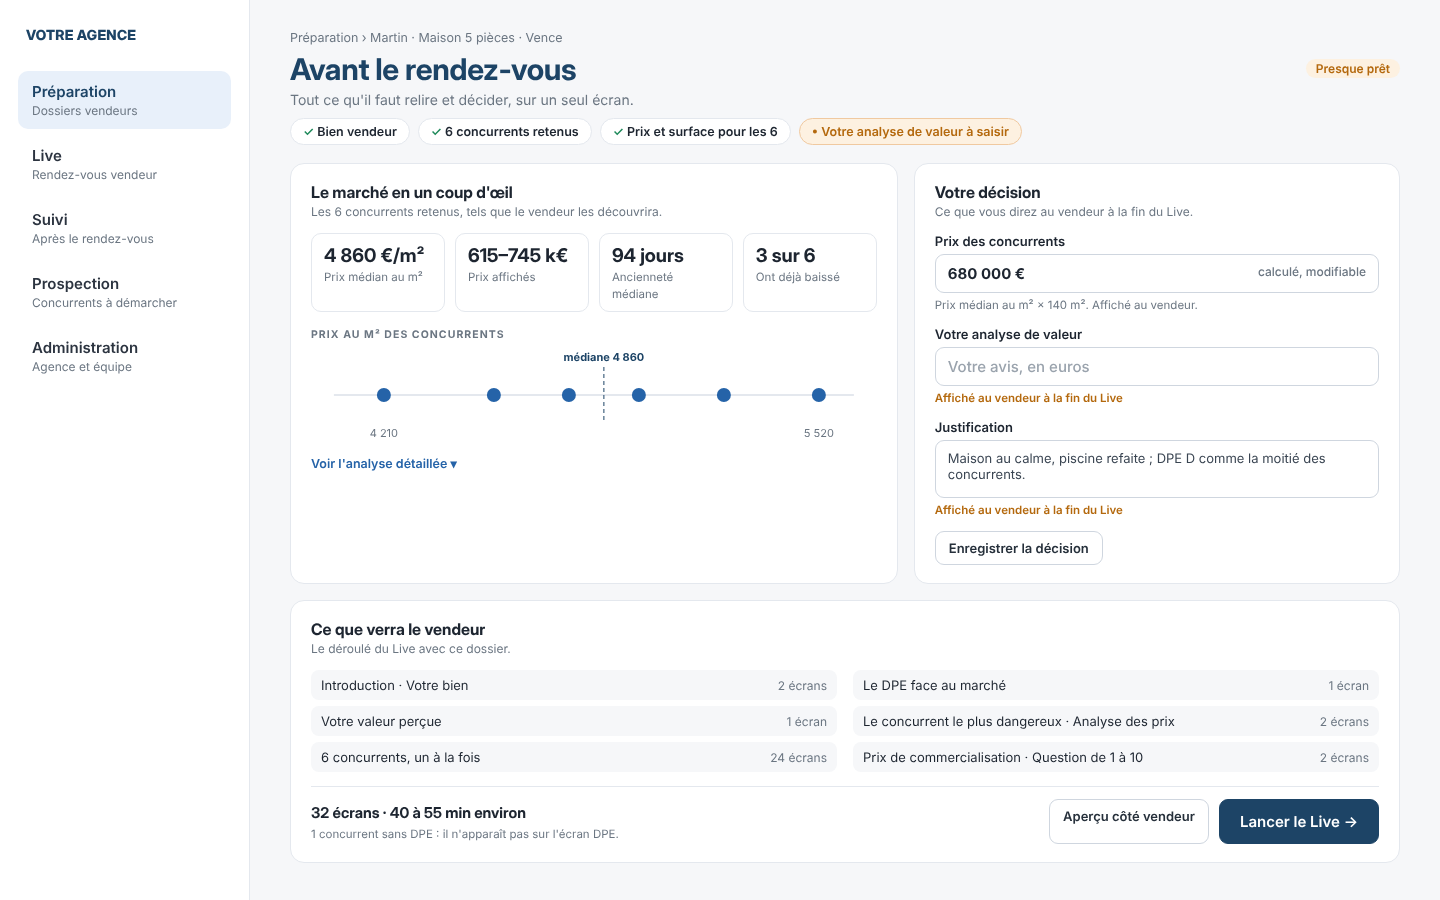 VOTRE AGENCE
Préparation
Dossiers vendeurs
Live
Rendez-vous vendeur
Suivi
Après le rendez-vous
Prospection
Concurrents à démarcher
Administration
Agence et équipe
Préparation › Martin · Maison 5 pièces · Vence
Avant le rendez-vous
Presque prêt
Tout ce qu'il faut relire et décider, sur un seul écran.
✓ Bien vendeur
✓ 6 concurrents retenus
✓ Prix et surface pour les 6
• Votre analyse de valeur à saisir
Le marché en un coup d'œil
Les 6 concurrents retenus, tels que le vendeur les découvrira.
4 860 €/m²
Prix médian au m²
615–745 k€
Prix affichés
94 jours
Ancienneté
médiane
3 sur 6
Ont déjà baissé
PRIX AU M² DES CONCURRENTS
médiane 4 860
4 210
5 520
Voir l'analyse détaillée ▾
Votre décision
Ce que vous direz au vendeur à la fin du Live.
Prix des concurrents
680 000 €
calculé, modifiable
Prix médian au m² × 140 m². Affiché au vendeur.
Votre analyse de valeur
Votre avis, en euros
Affiché au vendeur à la fin du Live
Justification
Maison au calme, piscine refaite ; DPE D comme la moitié des
concurrents.
Affiché au vendeur à la fin du Live
Enregistrer la décision
Ce que verra le vendeur
Le déroulé du Live avec ce dossier.
Introduction · Votre bien
2 écrans
Le DPE face au marché
1 écran
Votre valeur perçue
1 écran
Le concurrent le plus dangereux · Analyse des prix
2 écrans
6 concurrents, un à la fois
24 écrans
Prix de commercialisation · Question de 1 à 10
2 écrans
32 écrans · 40 à 55 min environ
1 concurrent sans DPE : il n'apparaît pas sur l'écran DPE.
Aperçu côté vendeur
Lancer le Live →